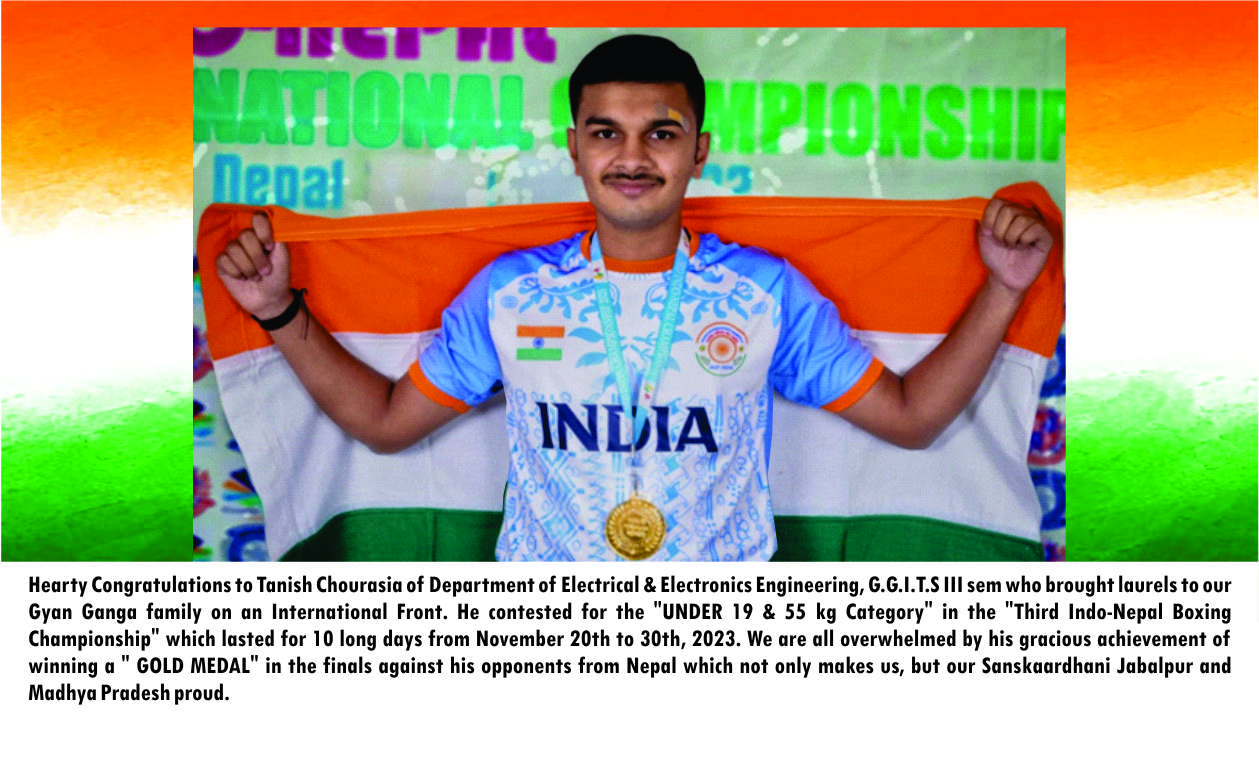 O-NEPAL
NATIONAL CHAMPIONSHIP
Nepal
INDIA
Hearty Congratulations to Tanish Chourasia of Department of Electrical & Electronics Engineering, G.G.I.T.S III sem who brought laurels to our
Gyan Ganga family on an International Front. He contested for the "UNDER 19 & 55 kg Category" in the "Third Indo-Nepal Boxing
Championship" which lasted for 10 long days from November 20th to 30th, 2023. We are all overwhelmed by his gracious achievement of
winning a " GOLD MEDAL" in the finals against his opponents from Nepal which not only makes us, but our Sanskaardhani Jabalpur and
Madhya Pradesh proud.